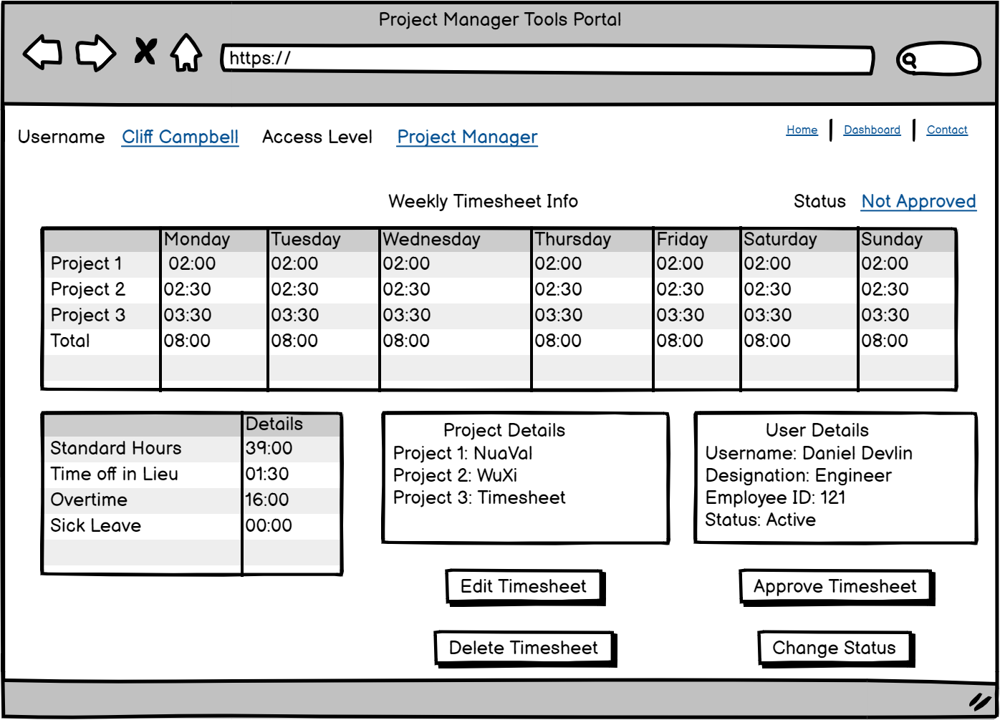 Project Manager Tools Portal
https://
Username Cliff Campbell Access Level Project Manager Home Dashboard Contact
Weekly Timesheet Info Status Not Approved
Monday Tuesday Wednesday Thursday Friday Saturday Sunday
Project 1 02:00 02:00 02:00 02:00 02:00 02:00 02:00
Project 2 02:30 02:30 02:30 02:30 02:30 02:30 02:30
Project 3 03:30 03:30 03:30 03:30 03:30 03:30 03:30
Total 08:00 08:00 08:00 08:00 08:00 08:00 08:00
Details
Standard Hours 39:00
Time off in Lieu 01:30
Overtime 16:00
Sick Leave 00:00
Project Details
Project 1: NuaVal
Project 2: WuXi
Project 3: Timesheet
User Details
Username: Daniel Devlin
Designation: Engineer
Employee ID: 121
Status: Active
Edit Timesheet Approve Timesheet
Delete Timesheet Change Status